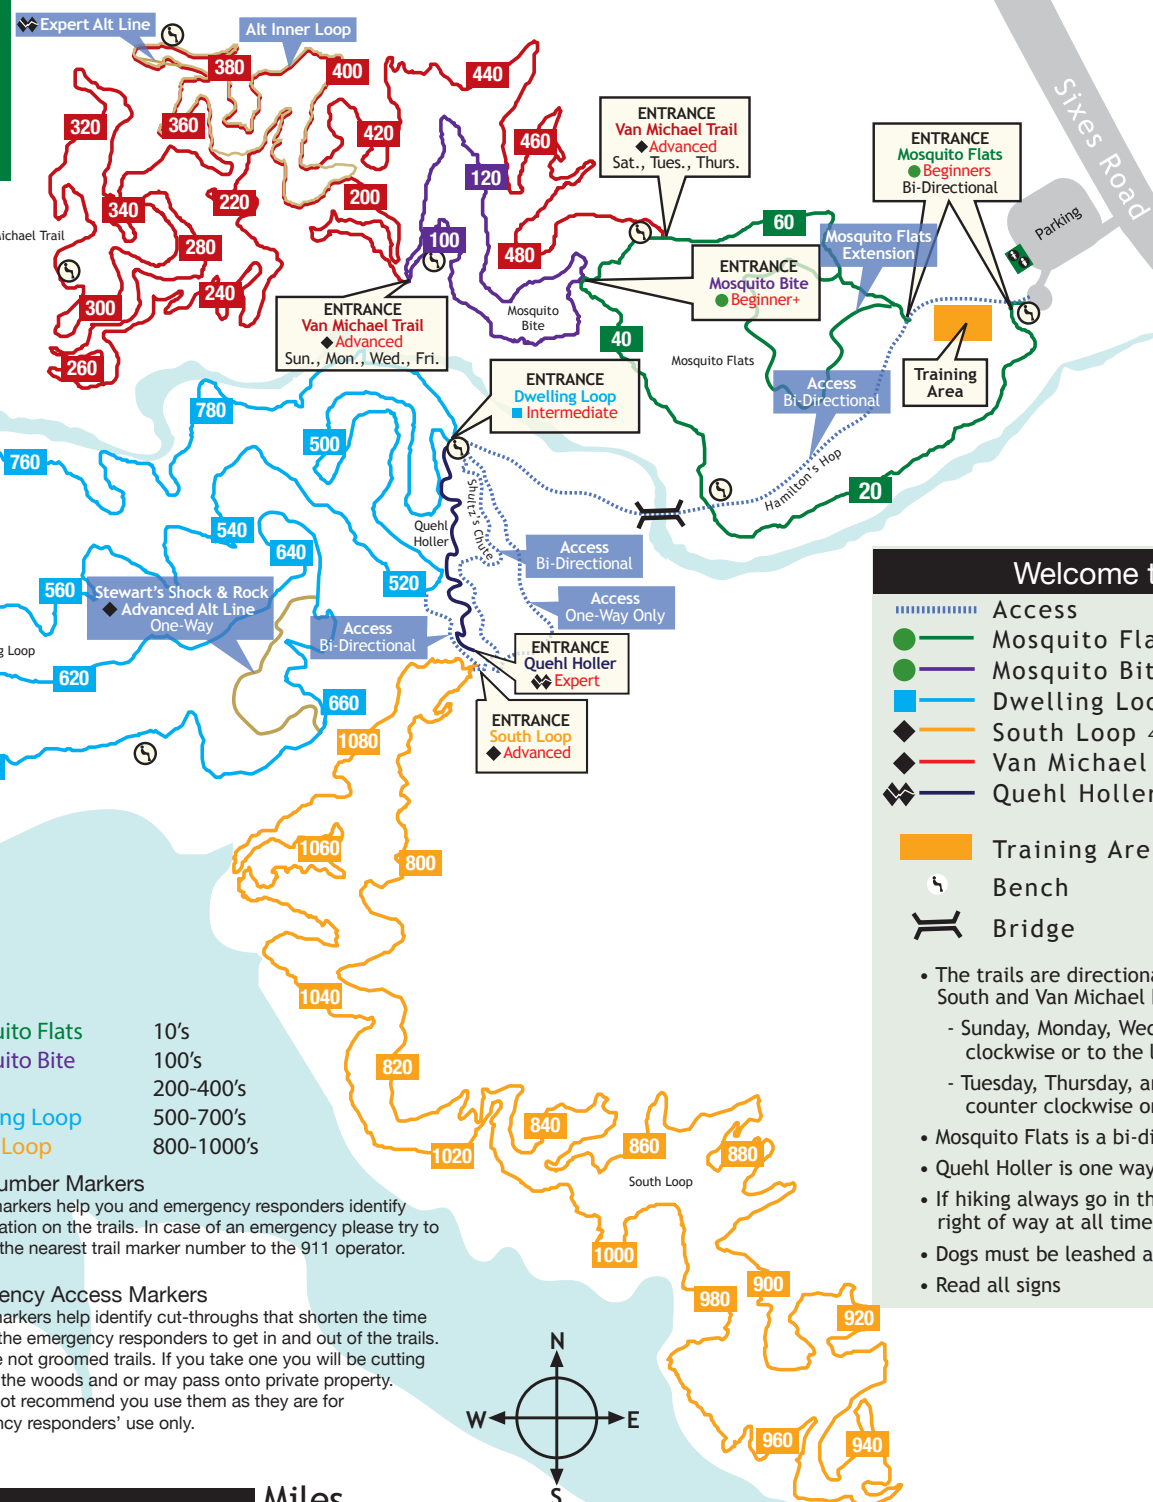 Expert Alt Line
Alt Inner Loop
380
400
440
320
360
420
460
120
200
220
340
280
100
480
240
300
260
ichael Trail
ENTRANCE
Van Michael Trail
Advanced
Sat., Tues., Thurs.
ENTRANCE
Mosquito Flats
Beginners
Bi-Directional
Sixes Road
Parking
60
Mosquito Flats
Extension
ENTRANCE
Mosquito Bite
Beginner+
ENTRANCE
Van Michael Trail
Advanced
Sun., Mon., Wed., Fri.
Mosquito
Bite
40
Mosquito Flats
Training
Area
Access
Bi-Directional
ENTRANCE
Dwelling Loop
Intermediate
780
500
760
Hamilton's Hop
20
Shultz's Chute
Quehl
Holler
540
640
520
560
Access
Bi-Directional
Stewart's Shock & Rock
Advanced Alt Line
One-Way
Access
One-Way Only
Access
Bi-Directional
g Loop
620
660
ENTRANCE
Quehl Holler
Expert
ENTRANCE
South Loop
Advanced
1080
1060
800
1040
820
840
860
880
1020
South Loop
1000
900
980
920
960
940
Welcome t
Access
Mosquito Fla
Mosquito Bit
Dwelling Loo
South Loop 4
Van Michael
Quehl Holler
Training Are
Bench
Bridge
• The trails are directiona
South and Van Michael
- Sunday, Monday, Wed
clockwise or to the l
- Tuesday, Thursday, a
counter clockwise or
• Mosquito Flats is a bi-di
• Quehl Holler is one way
• If hiking always go in th
right of way at all time
• Dogs must be leashed a
• Read all signs
uito Flats 10's
uito Bite 100's
200-400's
ng Loop 500-700's
Loop 800-1000's
umber Markers
markers help you and emergency responders identify
ation on the trails. In case of an emergency please try to
the nearest trail marker number to the 911 operator.
ency Access Markers
markers help identify cut-throughs that shorten the time
the emergency responders to get in and out of the trails.
e not groomed trails. If you take one you will be cutting
the woods and or may pass onto private property.
ot recommend you use them as they are for
ncy responders' use only.
N
W
E
S
Miles